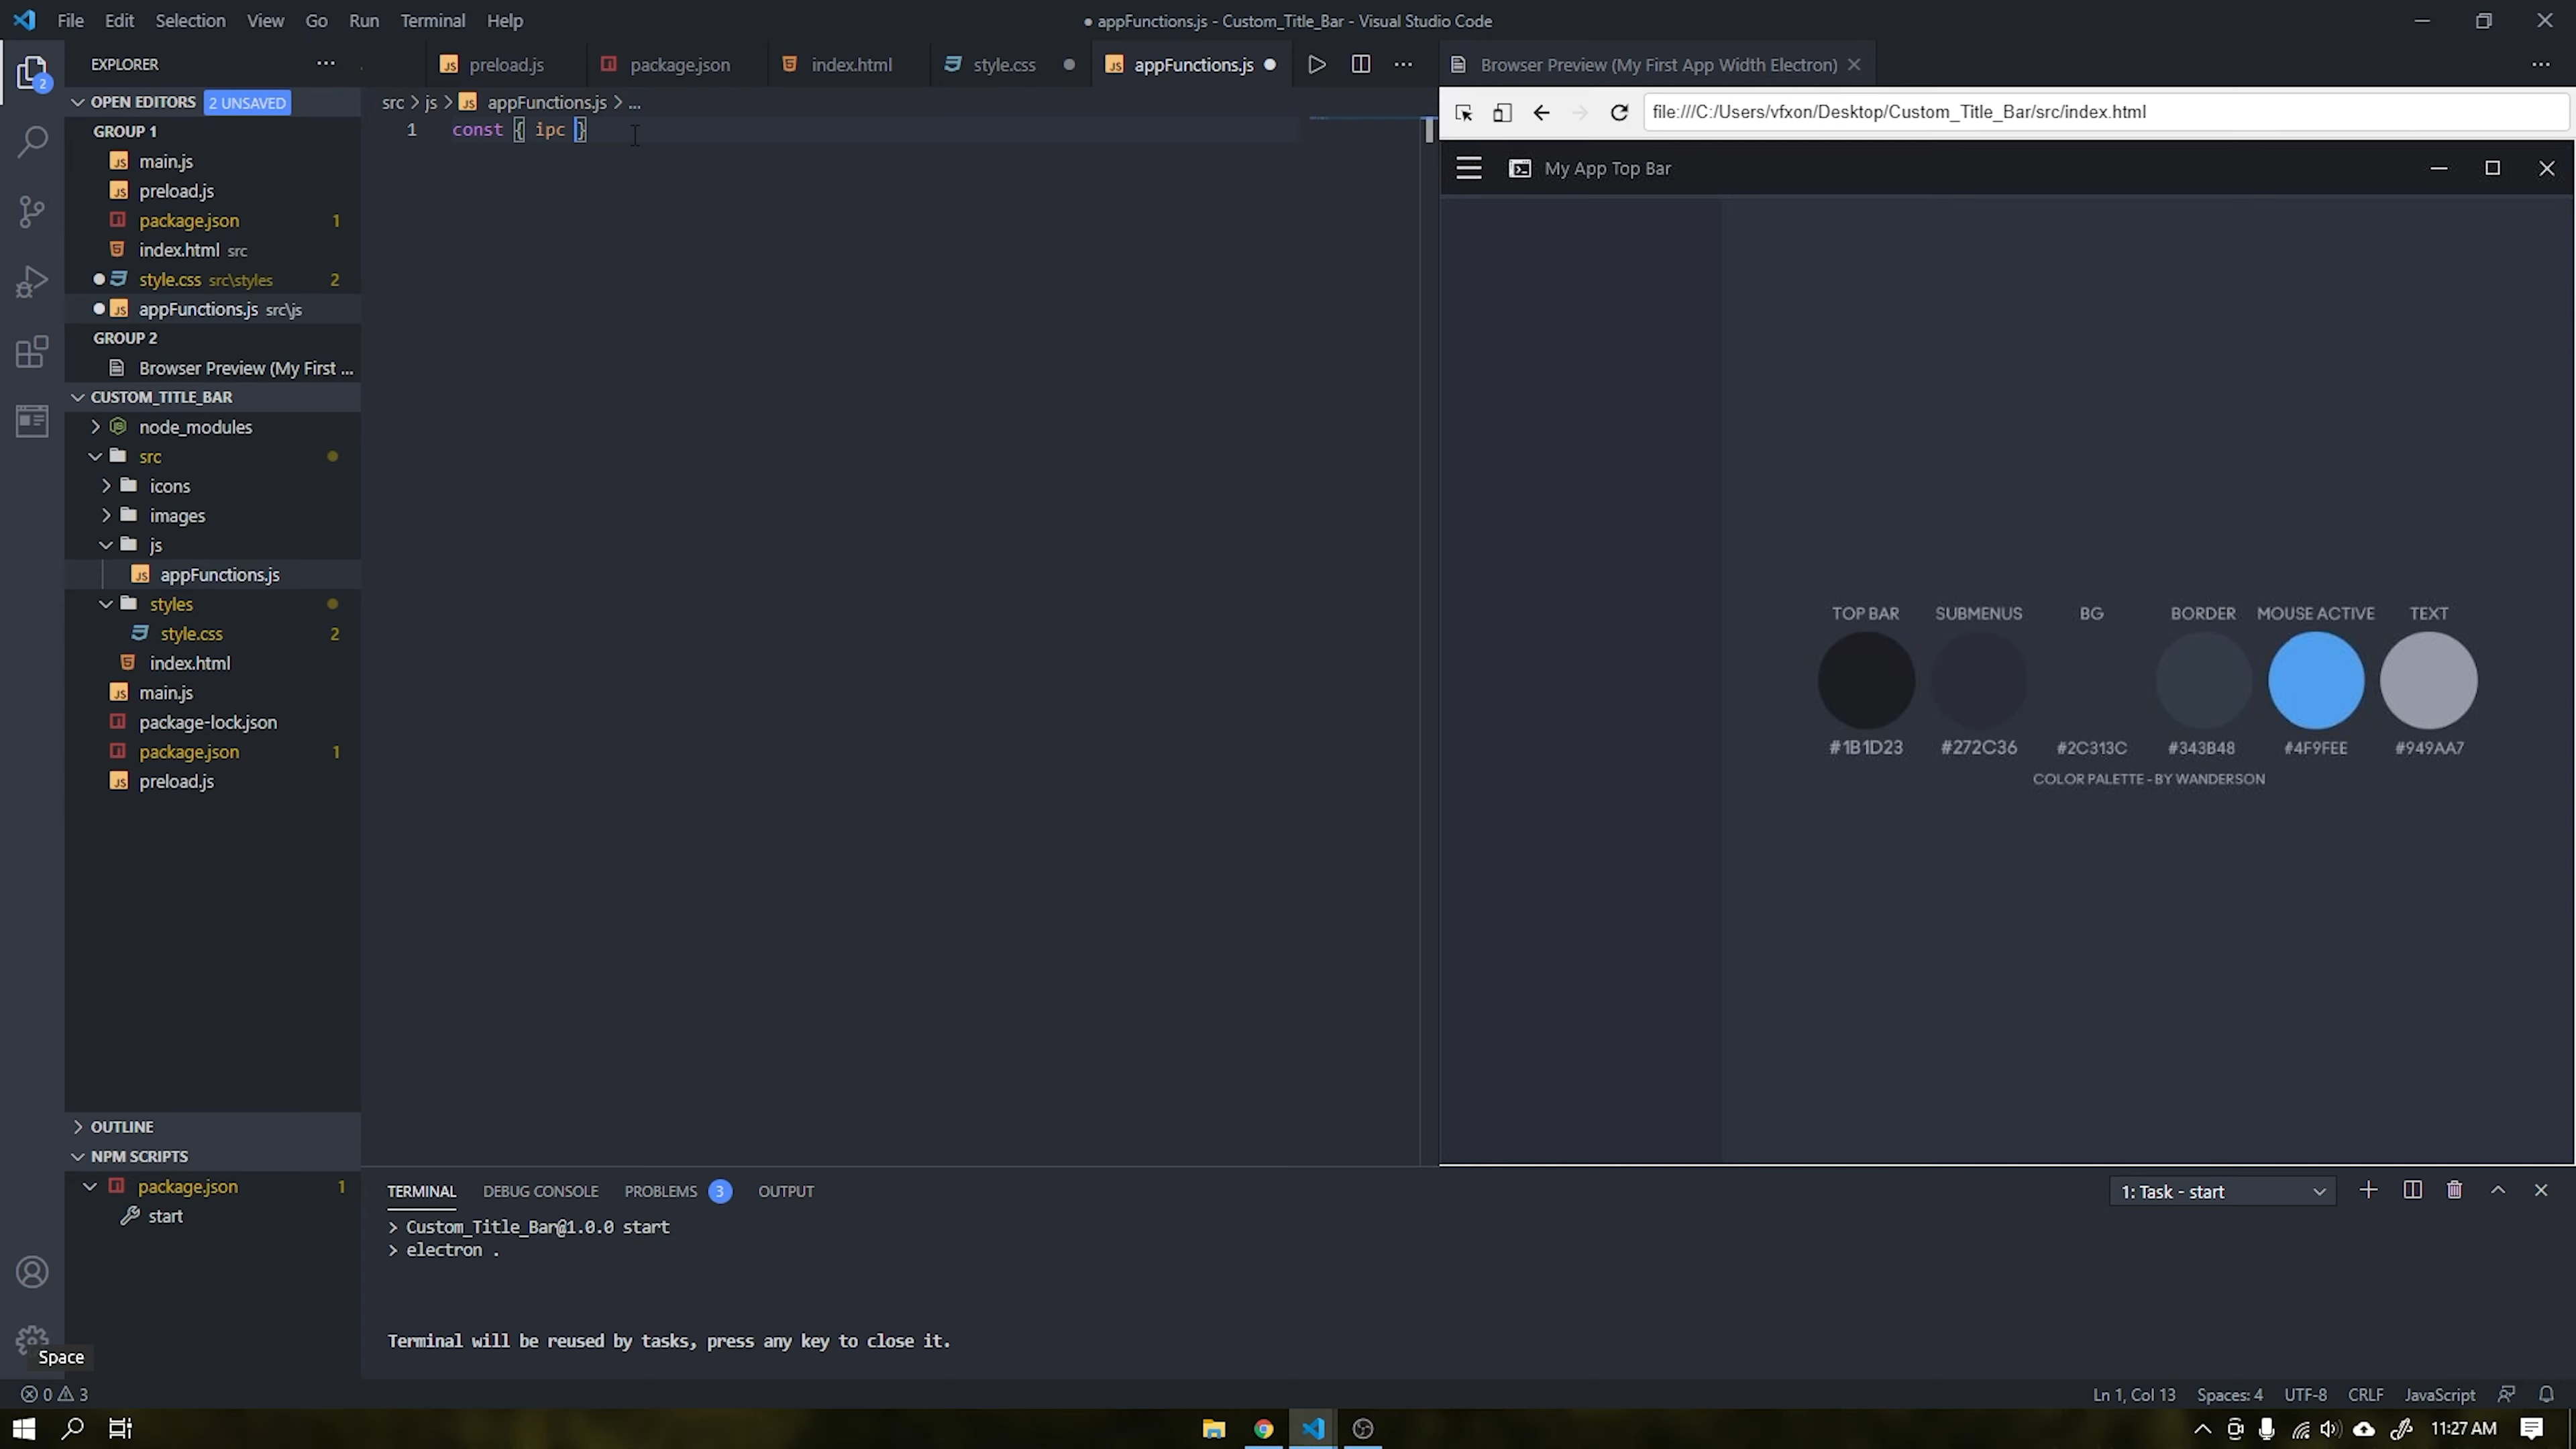 File Edit Selection View Go Run Terminal Help
● appFunctions.js - Custom_Title_Bar - Visual Studio Code
EXPLORER
preload.js
package.json
index.html
style.css
appFunctions.js
Browser Preview (My First App Width Electron)
2
OPEN EDITORS 2 UNSAVED
GROUP 1
main.js
preload.js
package.json 1
index.html src
style.css src\styles 2
appFunctions.js src\js
GROUP 2
Browser Preview (My First ...
CUSTOM_TITLE_BAR
node_modules
src
icons
images
js
appFunctions.js
styles
style.css 2
index.html
main.js
package-lock.json
package.json 1
preload.js
OUTLINE
NPM SCRIPTS
package.json 1
start
Space
src > js > appFunctions.js > ...
1 const { ipc }
file:///C:/Users/vfxon/Desktop/Custom_Title_Bar/src/index.html
My App Top Bar
TOP BAR SUBMENUS BG BORDER MOUSE ACTIVE TEXT
#1B1D23 #272C36 #2C313C #343B48 #4F9FEE #949AA7
COLOR PALETTE - BY WANDERSON
TERMINAL DEBUG CONSOLE PROBLEMS 3 OUTPUT
1: Task - start
> Custom_Title_Bar@1.0.0 start
> electron .
Terminal will be reused by tasks, press any key to close it.
0 3
Ln 1, Col 13 Spaces: 4 UTF-8 CRLF JavaScript
11:27 AM